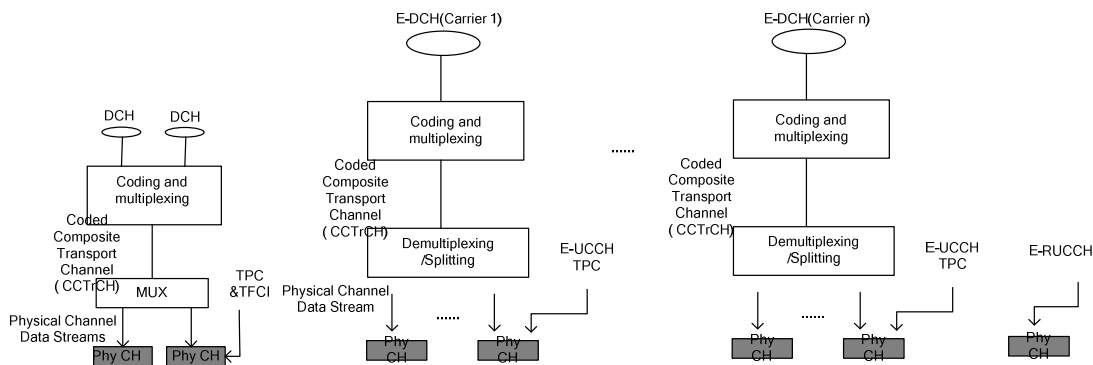 E-DCH(Carrier 1)
E-DCH(Carrier n)
DCH
DCH
Coding and
multiplexing
Coded
Composite
Transport
Channel
( CCTrCH)
MUX
TPC
&TFCI
Physical Channel
Data Streams
Phy CH
Phy CH
Coding and
multiplexing
Coded
Composite
Transport
Channel
( CCTrCH)
Demultiplexing
/Splitting
E-UCCH
TPC
Physical Channel
Data Stream
......
Phy
CH
Phy
CH
......
Coding and
multiplexing
Coded
Composite
Transport
Channel
( CCTrCH)
Demultiplexing
/Splitting
E-UCCH
TPC
......
Phy
CH
Phy
CH
E-RUCCH
Phy
CH